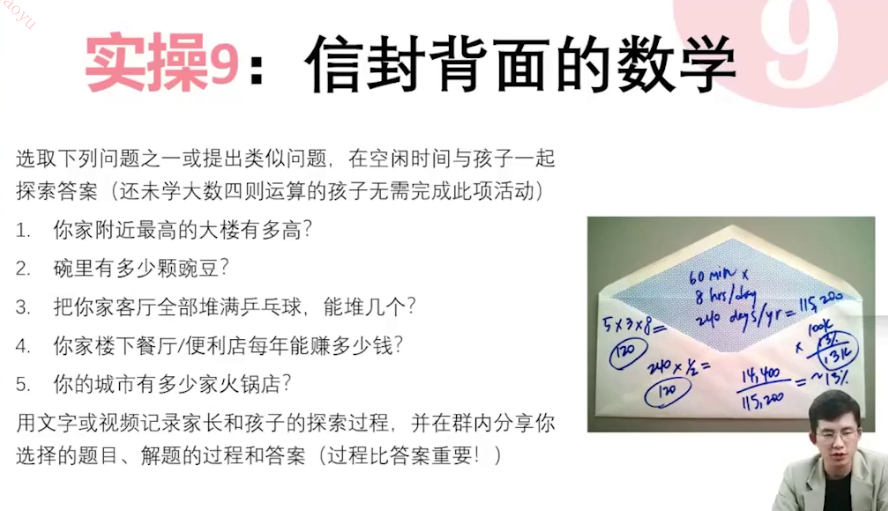 aoyu
实操9：信封背面的数学
9
选取下列问题之一或提出类似问题，在空闲时间与孩子一起
探索答案（还未学大数四则运算的孩子无需完成此项活动）
1. 你家附近最高的大楼有多高？
2. 碗里有多少颗豌豆？
3. 把你家客厅全部堆满乒乓球，能堆几个？
4. 你家楼下餐厅/便利店每年能赚多少钱？
5. 你的城市有多少家火锅店？
用文字或视频记录家长和孩子的探索过程，并在群内分享你
选择的题目、解题的过程和答案（过程比答案重要！）
60 min x
8 hrs/day
240 days/yr = 115,200
5x3x8=
120
240 x ½ =
120
14,400
115,200
= ~13%
100k
x 13%
13k